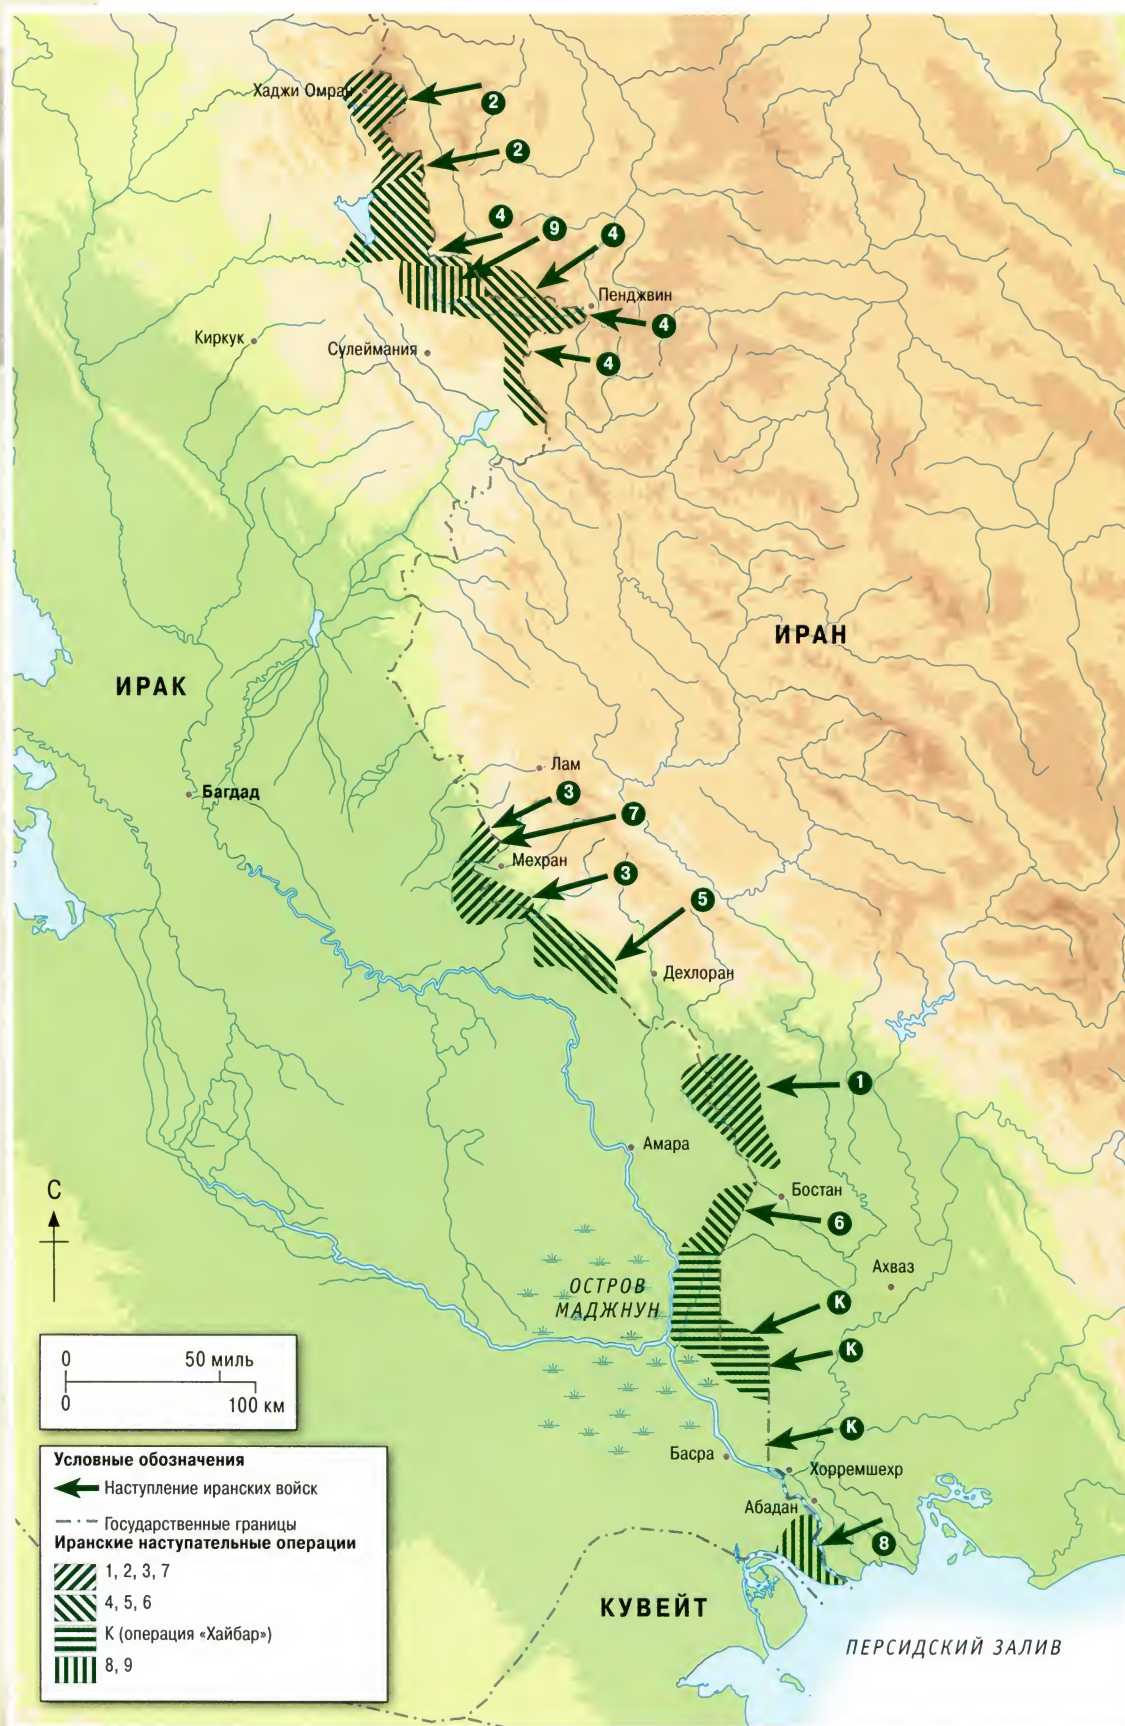 Хаджи Омран
2
2
4
9
4
Пенджвин
4
Киркук
Сулеймания
4
ИРАН
ИРАК
Лам
Багдад
3
7
Мехран
3
5
Дехлоран
1
Амара
С
Бостан
6
Ахваз
ОСТРОВ
МАДЖНУН
К
К
0 50 миль
0 100 км
К
Басра
Хорремшехр
Абадан
8
Условные обозначения
Наступление иранских войск
Государственные границы
Иранские наступательные операции
1, 2, 3, 7
4, 5, 6
К (операция «Хайбар»)
8, 9
КУВЕЙТ
ПЕРСИДСКИЙ ЗАЛИВ